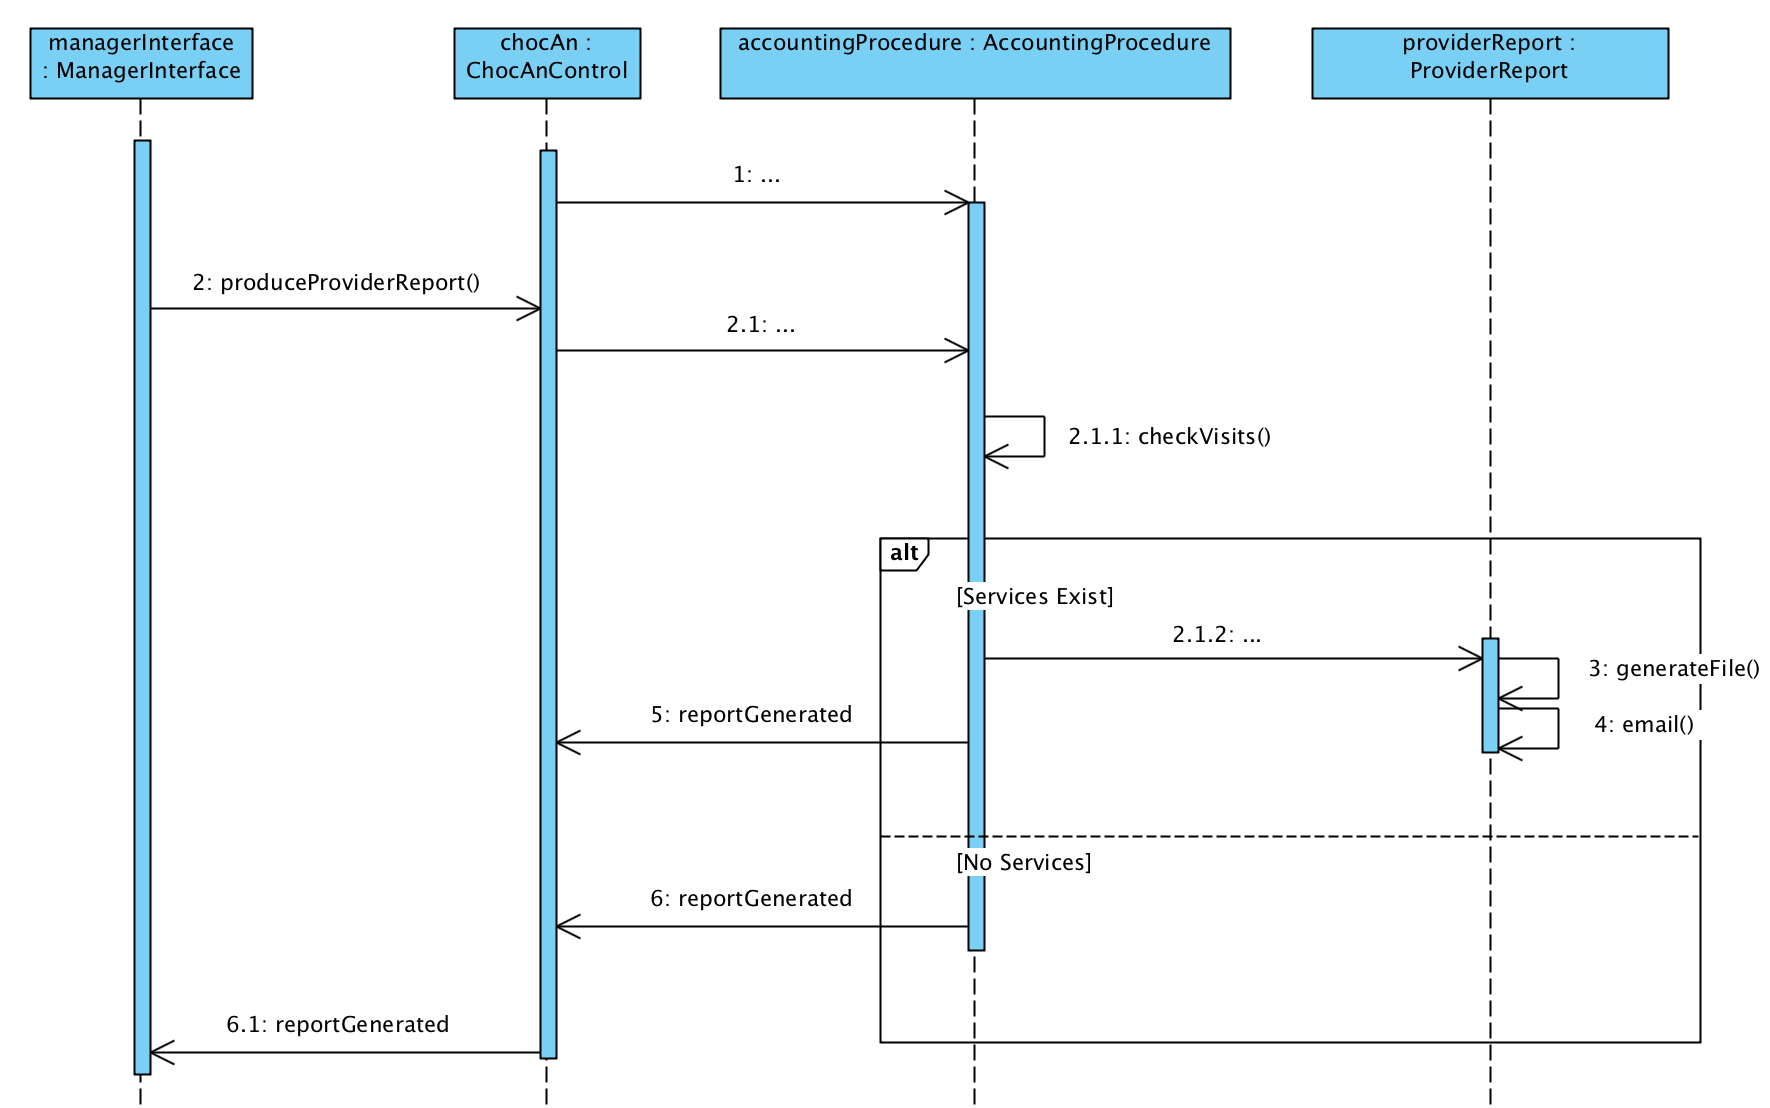 managerInterface
: ManagerInterface
chocAn :
ChocAnControl
accountingProcedure : AccountingProcedure
providerReport :
ProviderReport
1: ...
2: produceProviderReport()
2.1: ...
2.1.1: checkVisits()
alt
[Services Exist]
2.1.2: ...
3: generateFile()
5: reportGenerated
4: email()
[No Services]
6: reportGenerated
6.1: reportGenerated